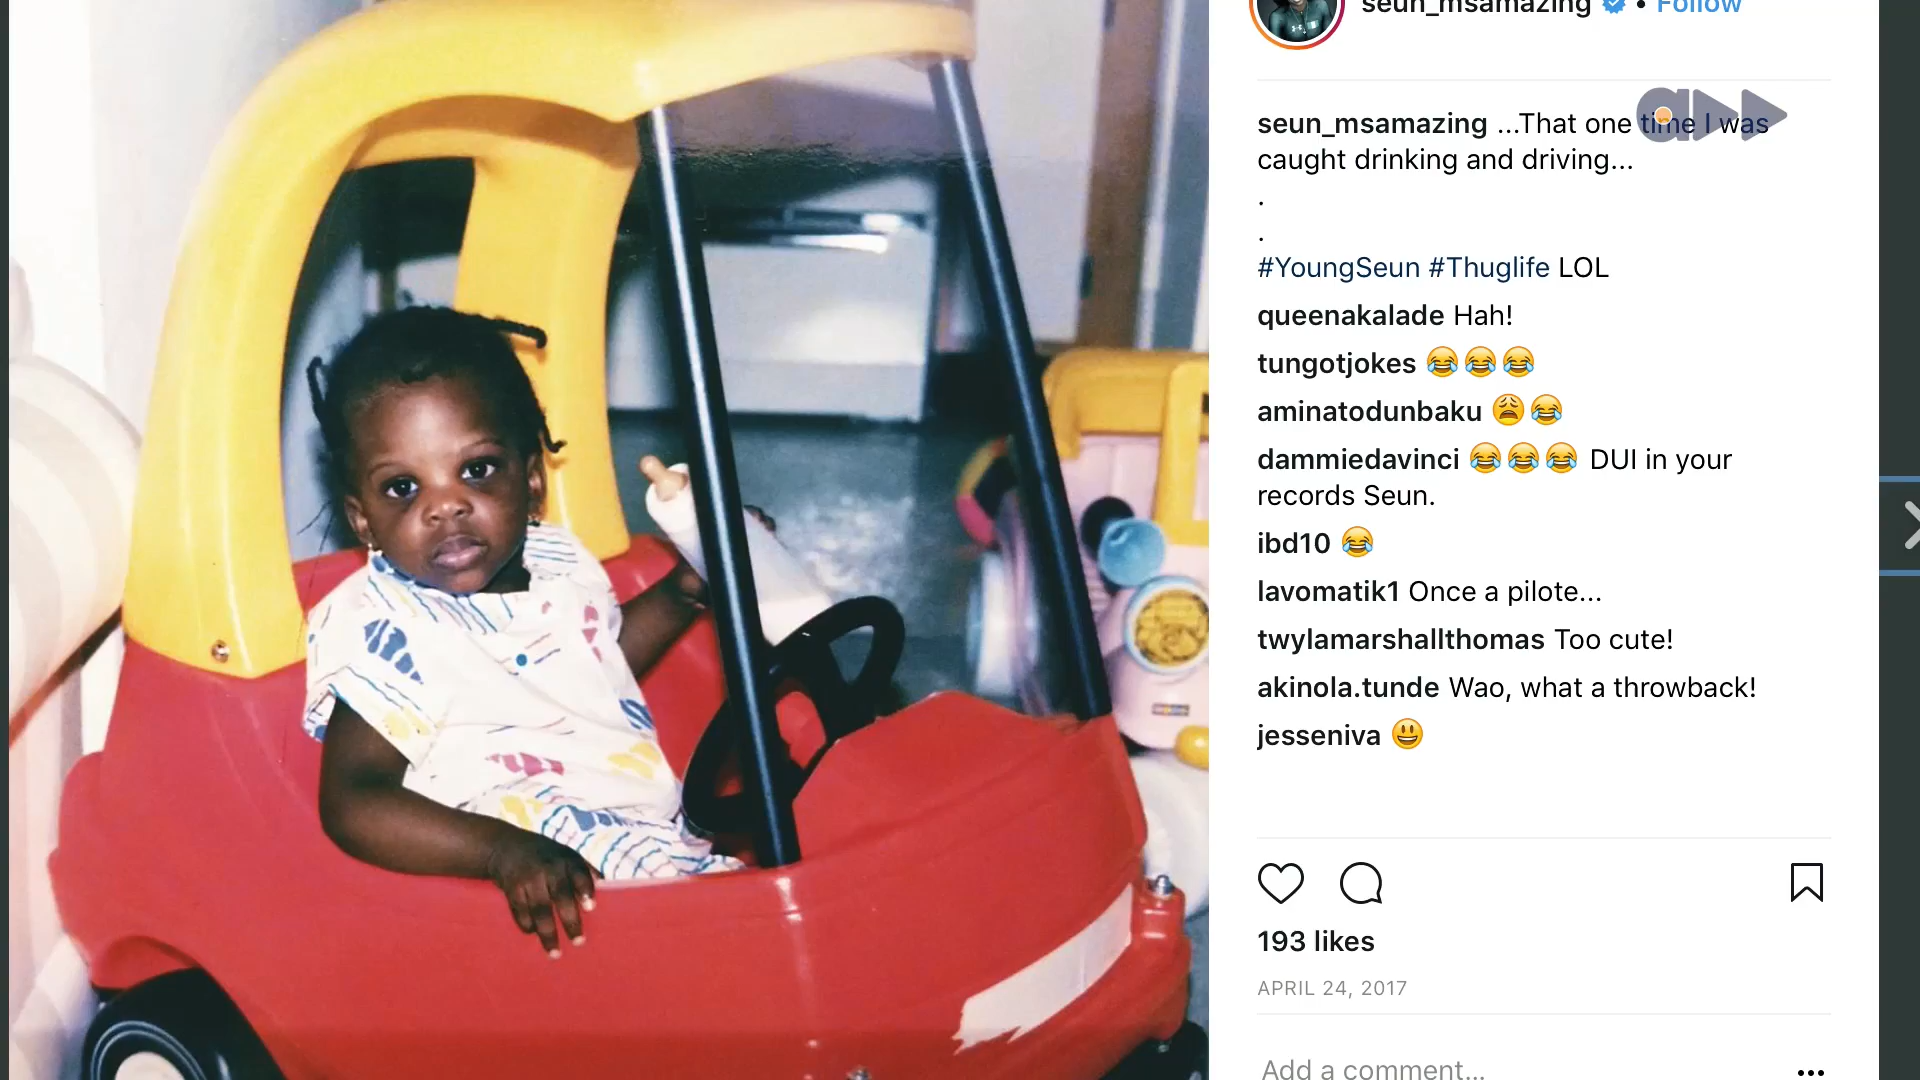 seun_msamazing • Follow
seun_msamazing ...That one time I was
caught drinking and driving...
.
.
#YoungSeun #Thuglife LOL
queenakalade Hah!
tungotjokes 😂😂😂
aminatodunbaku 😩😂
dammiedavinci 😂😂😂 DUI in your
records Seun.
ibd10 😂
lavomatik1 Once a pilote...
twylamarshallthomas Too cute!
akinola.tunde Wao, what a throwback!
jesseniva 😃
193 likes
APRIL 24, 2017
Add a comment...